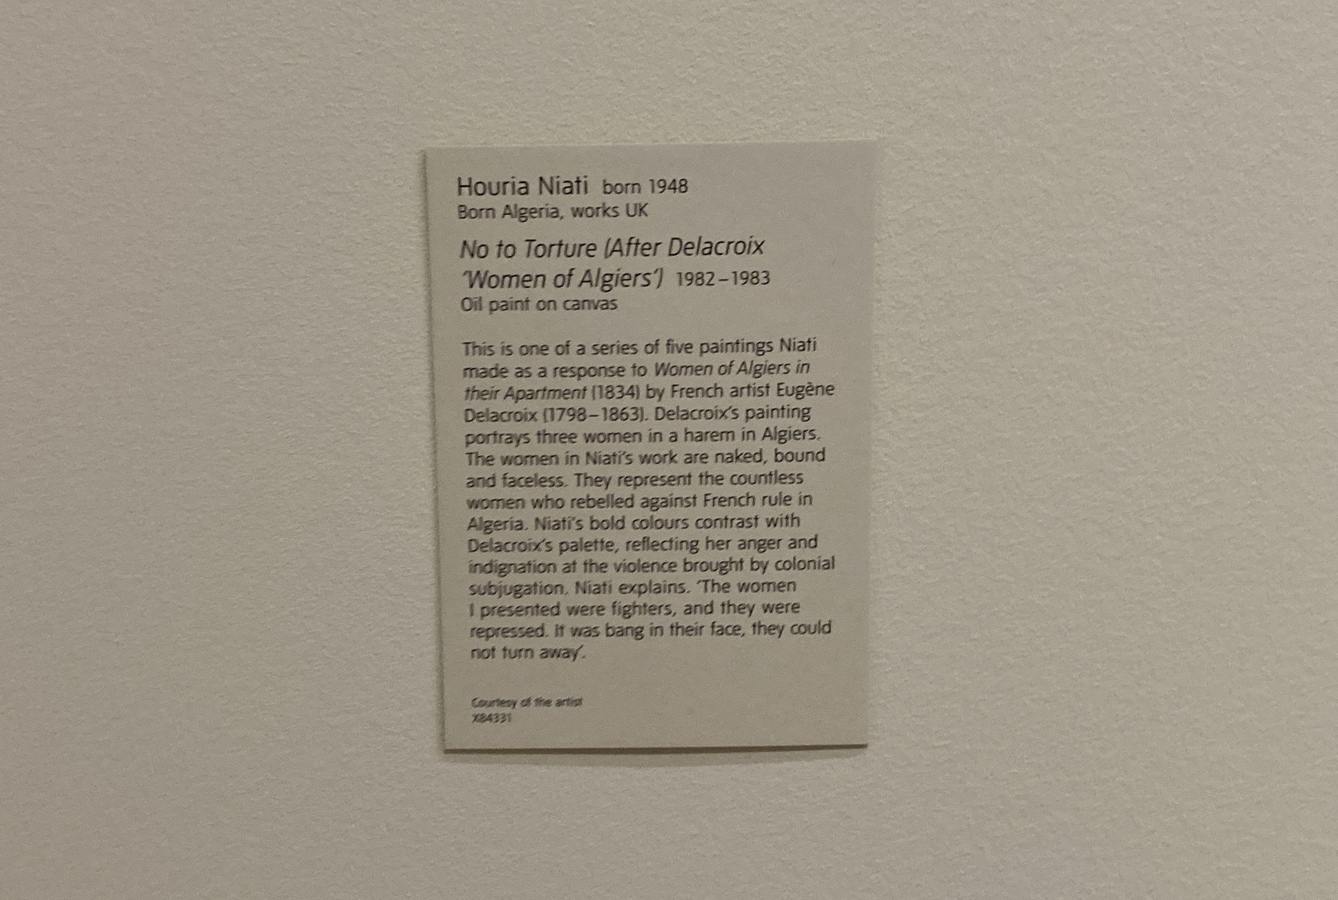 Houria Niati born 1948
Born Algeria, works UK
No to Torture (After Delacroix
‘Women of Algiers’) 1982–1983
Oil paint on canvas
This is one of a series of five paintings Niati
made as a response to Women of Algiers in
their Apartment (1834) by French artist Eugène
Delacroix (1798–1863). Delacroix’s painting
portrays three women in a harem in Algiers.
The women in Niati’s work are naked, bound
and faceless. They represent the countless
women who rebelled against French rule in
Algeria. Niati’s bold colours contrast with
Delacroix’s palette, reflecting her anger and
indignation at the violence brought by colonial
subjugation. Niati explains. ‘The women
I presented were fighters, and they were
repressed. It was bang in their face, they could
not turn away’.
Courtesy of the artist
X84331